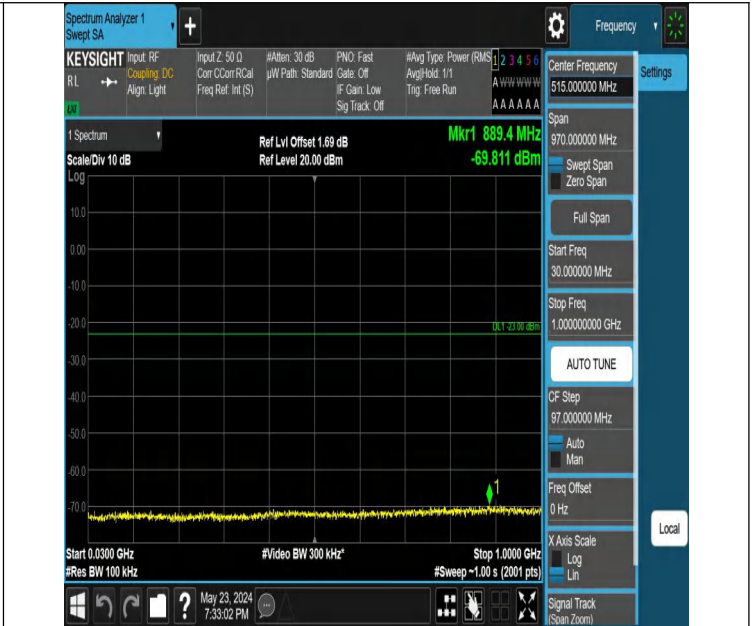 Spectrum Analyzer 1
Swept SA
Frequency
KEYSIGHT Input: RF
RL
Coupling: DC
Align: Light
Input Z: 50 Ω
Corr CCorr RCal
Freq Ref: Int (S)
#Atten: 30 dB
µW Path: Standard
PNO: Fast
Gate: Off
IF Gain: Low
Sig Track: Off
#Avg Type: Power (RMS
Avg|Hold: 1/1
Trig: Free Run
1 2 3 4 5 6
A W W W W W
A A A A A A
LXI
1 Spectrum
Scale/Div 10 dB
Log
Ref Lvl Offset 1.69 dB
Ref Level 20.00 dBm
Mkr1 889.4 MHz
-69.811 dBm
10.0
0.00
-10.0
-20.0
DL1 -23.00 dBm
-30.0
-40.0
-50.0
-60.0
-70.0
1
Start 0.0300 GHz
#Res BW 100 kHz
#Video BW 300 kHz*
Stop 1.0000 GHz
#Sweep ~1.00 s (2001 pts)
Center Frequency
515.000000 MHz
Settings
Span
970.000000 MHz
Swept Span
Zero Span
Full Span
Start Freq
30.000000 MHz
Stop Freq
1.000000000 GHz
AUTO TUNE
CF Step
97.000000 MHz
Auto
Man
Freq Offset
0 Hz
X Axis Scale
Log
Lin
Local
Signal Track
(Span Zoom)
?
May 23, 2024
7:33:02 PM